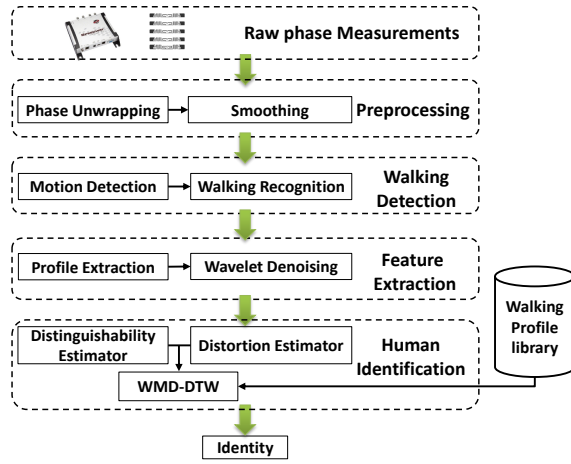 Raw phase Measurements
Phase Unwrapping
Smoothing
Preprocessing
Motion Detection
Walking Recognition
Walking
Detection
Profile Extraction
Wavelet Denoising
Feature
Extraction
Walking
Profile
library
Distinguishability
Estimator
Distortion Estimator
Human
Identification
WMD-DTW
Identity